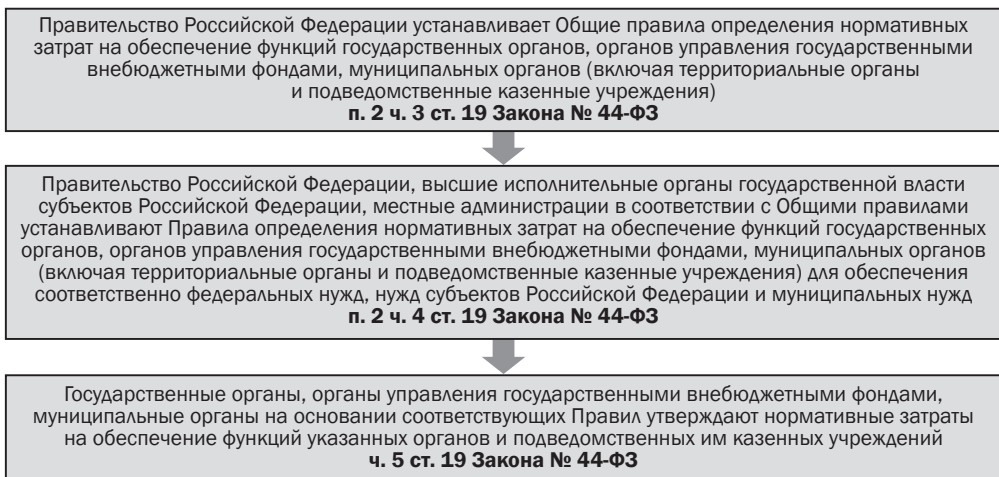 Правительство Российской Федерации устанавливает Общие правила определения нормативных
затрат на обеспечение функций государственных органов, органов управления государственными
внебюджетными фондами, муниципальных органов (включая территориальные органы
и подведомственные казенные учреждения)
п. 2 ч. 3 ст. 19 Закона № 44-ФЗ
Правительство Российской Федерации, высшие исполнительные органы государственной власти
субъектов Российской Федерации, местные администрации в соответствии с Общими правилами
устанавливают Правила определения нормативных затрат на обеспечение функций государственных
органов, органов управления государственными внебюджетными фондами, муниципальных органов
(включая территориальные органы и подведомственные казенные учреждения) для обеспечения
соответственно федеральных нужд, нужд субъектов Российской Федерации и муниципальных нужд
п. 2 ч. 4 ст. 19 Закона № 44-ФЗ
Государственные органы, органы управления государственными внебюджетными фондами,
муниципальные органы на основании соответствующих Правил утверждают нормативные затраты
на обеспечение функций указанных органов и подведомственных им казенных учреждений
ч. 5 ст. 19 Закона № 44-ФЗ